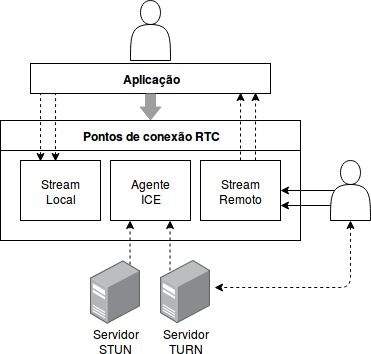 Aplicação
Pontos de conexão RTC
Stream
Local
Agente
ICE
Stream
Remoto
Servidor
STUN
Servidor
TURN